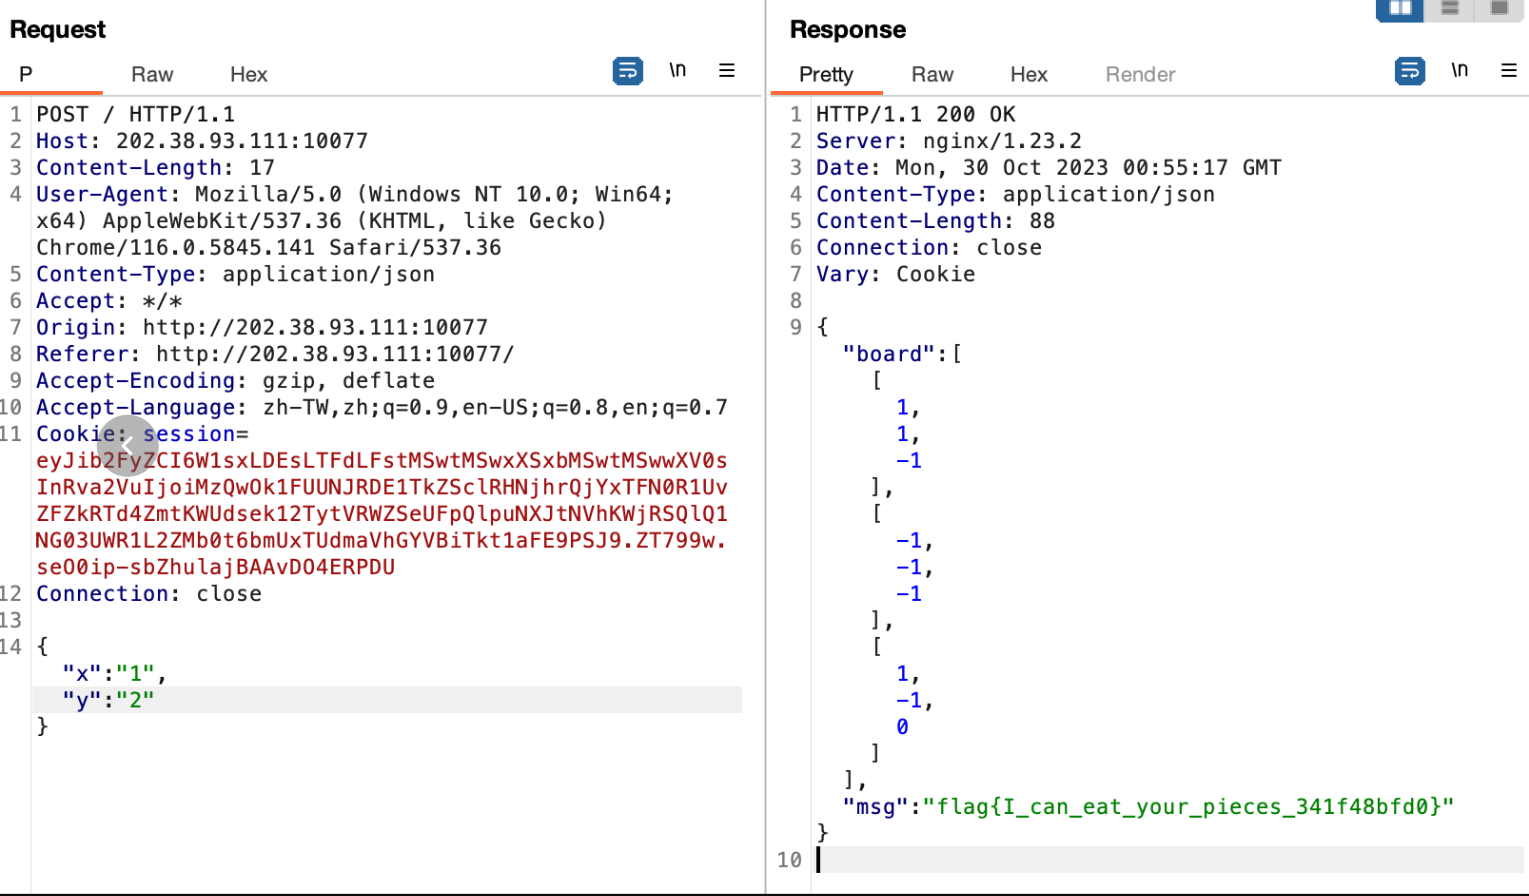 Request
P Raw Hex \n
1 POST / HTTP/1.1
2 Host: 202.38.93.111:10077
3 Content-Length: 17
4 User-Agent: Mozilla/5.0 (Windows NT 10.0; Win64;
x64) AppleWebKit/537.36 (KHTML, like Gecko)
Chrome/116.0.5845.141 Safari/537.36
5 Content-Type: application/json
6 Accept: */*
7 Origin: http://202.38.93.111:10077
8 Referer: http://202.38.93.111:10077/
9 Accept-Encoding: gzip, deflate
10 Accept-Language: zh-TW,zh;q=0.9,en-US;q=0.8,en;q=0.7
11 Cookie: session=
eyJib2FyZCI6W1sxLDEsLTFdLFstMSwtMSwxXSxbMSwtMSwwXV0s
InRva2VuIjoiMzQwOk1FUUNJRDE1TkZSclRHNjhrQjYxTFN0R1Uv
ZFZkRTd4ZmtKWUdsek12TytVRWZSeUFpQlpuNXJtNVhKWjRSQlQ1
NG03UWR1L2ZMb0t6bmUxTUdmaVhGYVBiTkt1aFE9PSJ9.ZT799w.
seO0ip-sbZhulajBAAvDO4ERPDU
12 Connection: close
13
14 {
"x":"1",
"y":"2"
}
Response
Pretty Raw Hex Render \n
1 HTTP/1.1 200 OK
2 Server: nginx/1.23.2
3 Date: Mon, 30 Oct 2023 00:55:17 GMT
4 Content-Type: application/json
5 Content-Length: 88
6 Connection: close
7 Vary: Cookie
8
9 {
"board":[
[
1,
1,
-1
],
[
-1,
-1,
-1
],
[
1,
-1,
0
]
],
"msg":"flag{I_can_eat_your_pieces_341f48bfd0}"
}
10